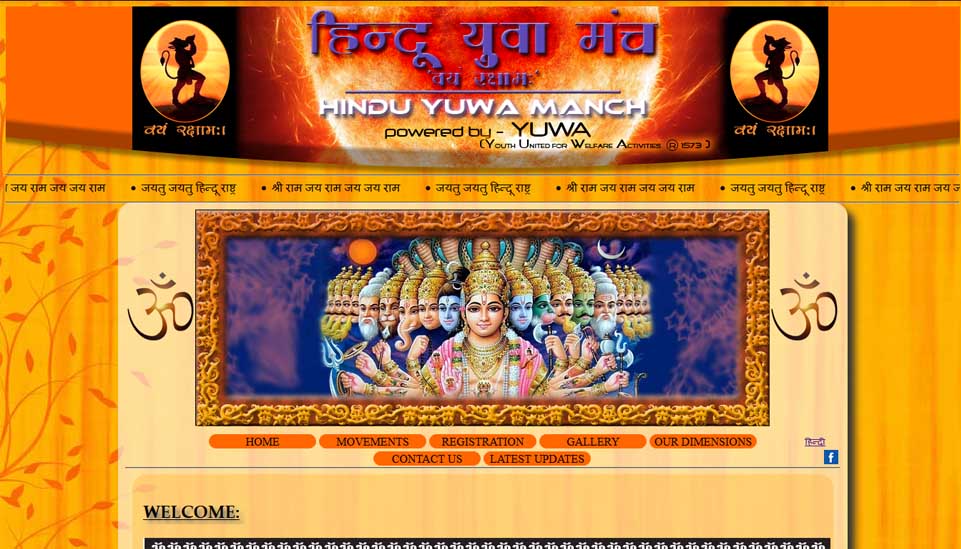 हिन्दू युवा मंच
'वयं रक्षामः'
HINDU YUWA MANCH
powered by - YUWA
(YOUTH UNITED FOR WELFARE ACTIVITIES ® 1573 )
वयं रक्षामः।
वयं रक्षामः।
जय राम जय जय राम • जयतु जयतु हिन्दू राष्ट्र • श्री राम जय राम जय जय राम • जयतु जयतु हिन्दू राष्ट्र • श्री राम जय राम जय जय राम • जयतु जयतु हिन्दू राष्ट्र • श्री राम जय राम जय
ॐ
ॐ
HOME MOVEMENTS REGISTRATION GALLERY OUR DIMENSIONS हिन्दी
CONTACT US LATEST UPDATES f
WELCOME: